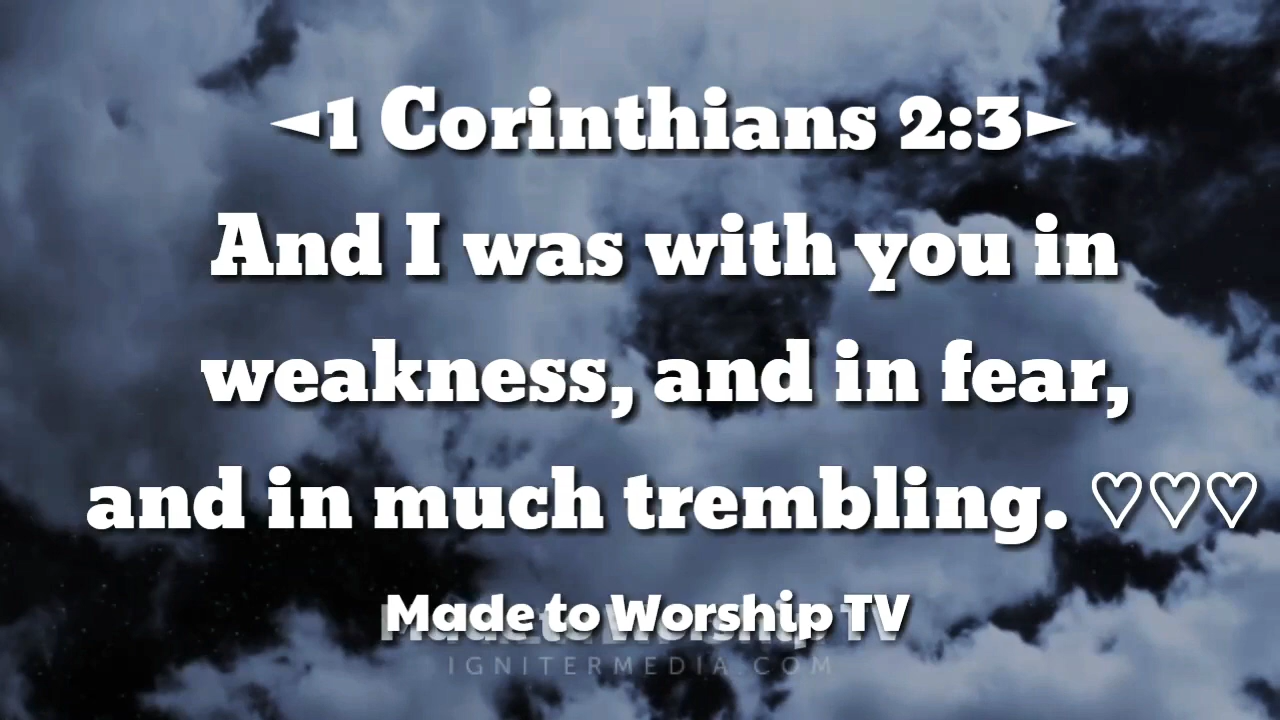 ◄1 Corinthians 2:3►
And I was with you in
weakness, and in fear,
and in much trembling. ♡♡♡
Made to Worship TV
IGNITERMEDIA.COM